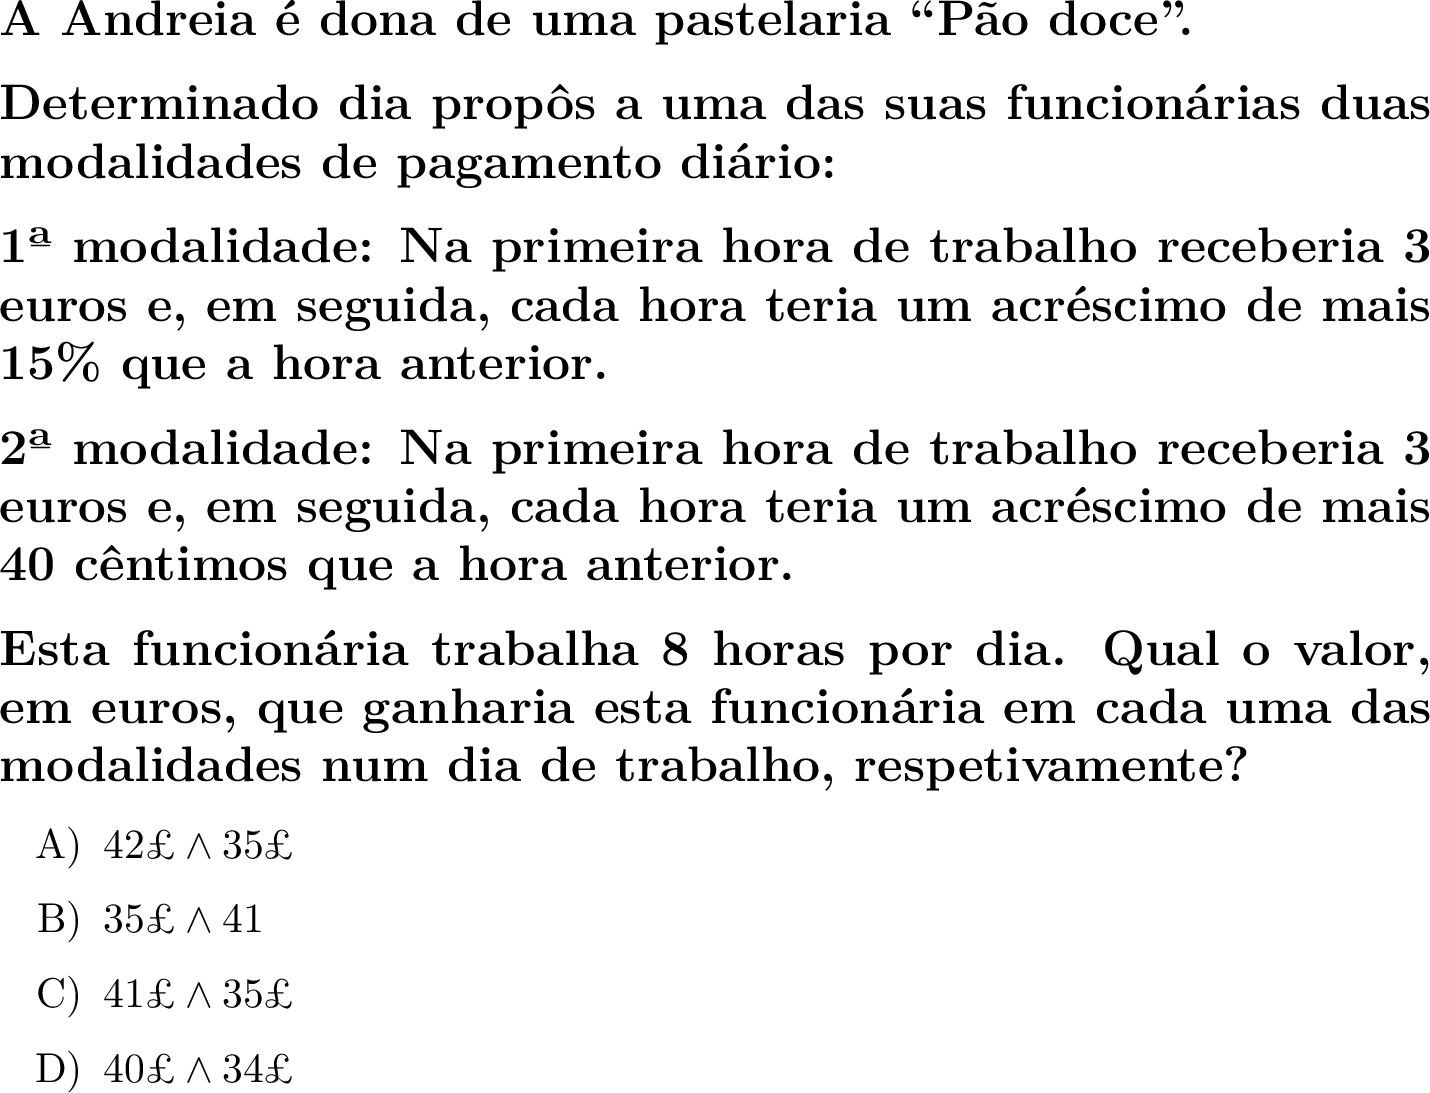 A Andreia é dona de uma pastelaria “Pão doce”.
Determinado dia propôs a uma das suas funcionárias duas
modalidades de pagamento diário:
1ª modalidade: Na primeira hora de trabalho receberia 3
euros e, em seguida, cada hora teria um acréscimo de mais
15% que a hora anterior.
2ª modalidade: Na primeira hora de trabalho receberia 3
euros e, em seguida, cada hora teria um acréscimo de mais
40 cêntimos que a hora anterior.
Esta funcionária trabalha 8 horas por dia. Qual o valor,
em euros, que ganharia esta funcionária em cada uma das
modalidades num dia de trabalho, respetivamente?
A) 42£ ∧ 35£
B) 35£ ∧ 41
C) 41£ ∧ 35£
D) 40£ ∧ 34£